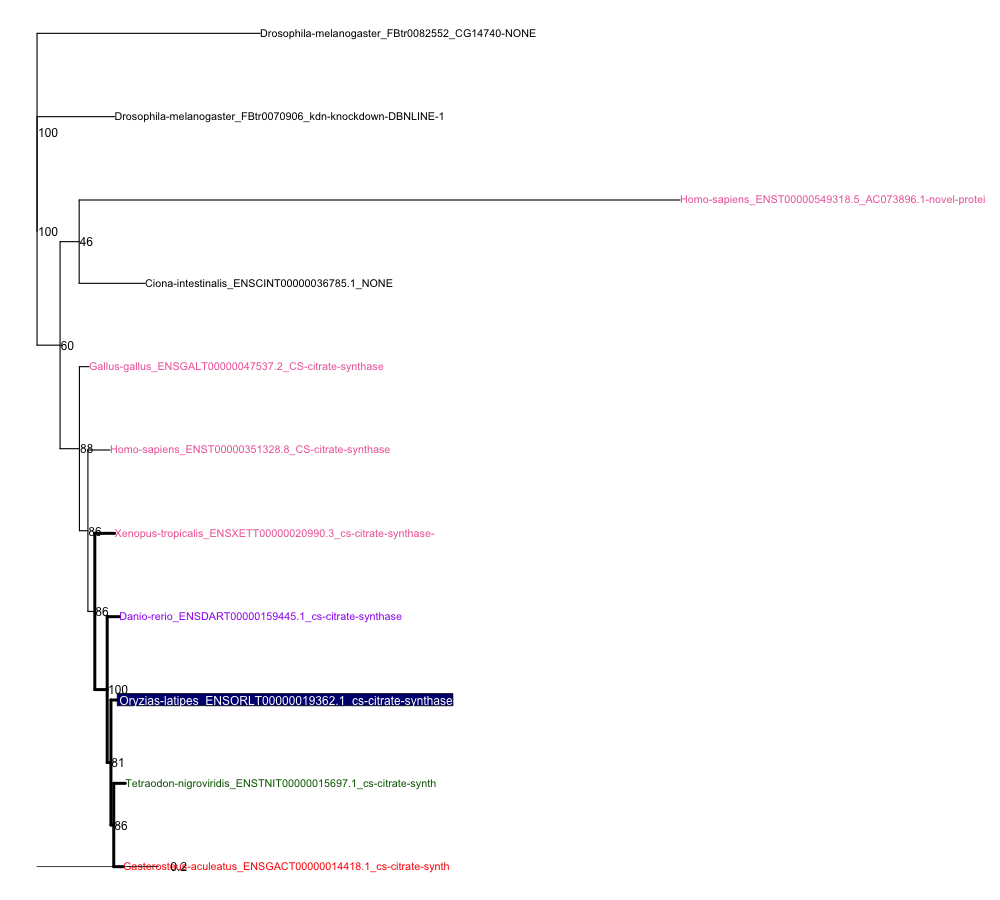 Drosophila-melanogaster_FBtr0082552_CG14740-NONE
Drosophila-melanogaster_FBtr0070906_kdn-knockdown-DBNLINE-1
100
Homo-sapiens_ENST00000549318.5_AC073896.1-novel-protei
100
46
Ciona-intestinalis_ENSCINT00000036785.1_NONE
60
Gallus-gallus_ENSGALT00000047537.2_CS-citrate-synthase
88
Homo-sapiens_ENST00000351328.8_CS-citrate-synthase
86
Xenopus-tropicalis_ENSXETT00000020990.3_cs-citrate-synthase-
86
Danio-rerio_ENSDART00000159445.1_cs-citrate-synthase
100
Oryzias-latipes_ENSORLT00000019362.1_cs-citrate-synthase
81
Tetraodon-nigroviridis_ENSTNIT00000015697.1_cs-citrate-synth
86
Gasterosteus-aculeatus_ENSGACT00000014418.1_cs-citrate-synth
0.2